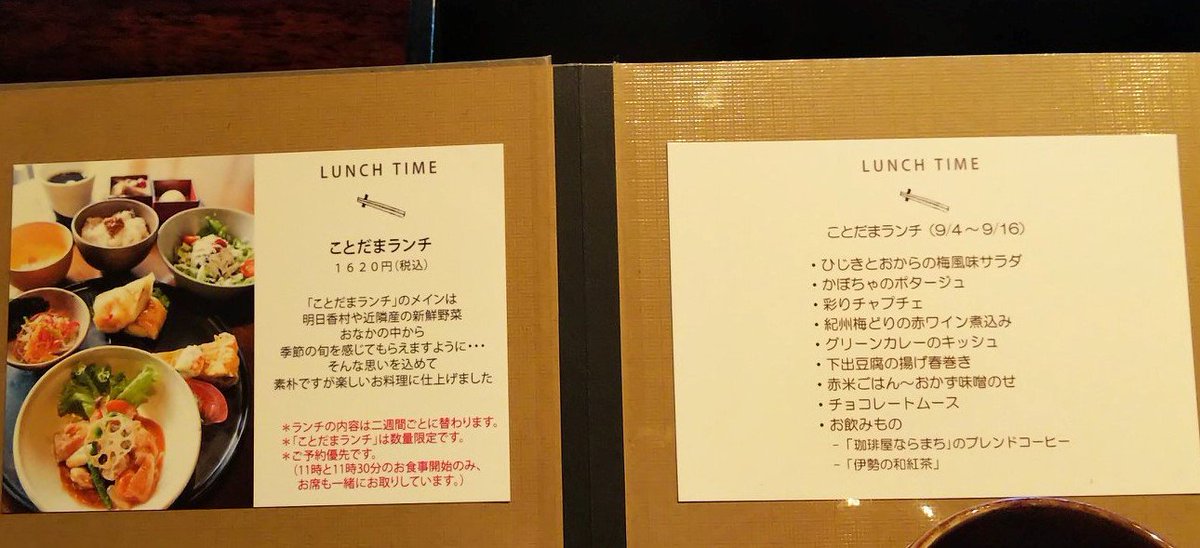 LUNCH TIME
ことだまランチ
1620円(税込)
「ことだまランチ」のメインは
明日香村や近隣産の新鮮野菜
おなかの中から
季節の旬を感じてもらえますように・・・
そんな思いを込めて
素朴ですが楽しいお料理に仕上げました
＊ランチの内容は二週間ごとに替わります。
＊「ことだまランチ」は数量限定です。
＊ご予約優先です。
(11時と11時30分のお食事開始のみ、
お席も一緒にお取りしています。)
LUNCH TIME
ことだまランチ（9/4～9/16）
・ひじきとおからの梅風味サラダ
・かぼちゃのポタージュ
・彩りチャプチェ
・紀州梅どりの赤ワイン煮込み
・グリーンカレーのキッシュ
・下出豆腐の揚げ春巻き
・赤米ごはん～おかず味噌のせ
・チョコレートムース
・お飲みもの
－「珈琲屋ならまち」のブレンドコーヒー
－「伊勢の和紅茶」